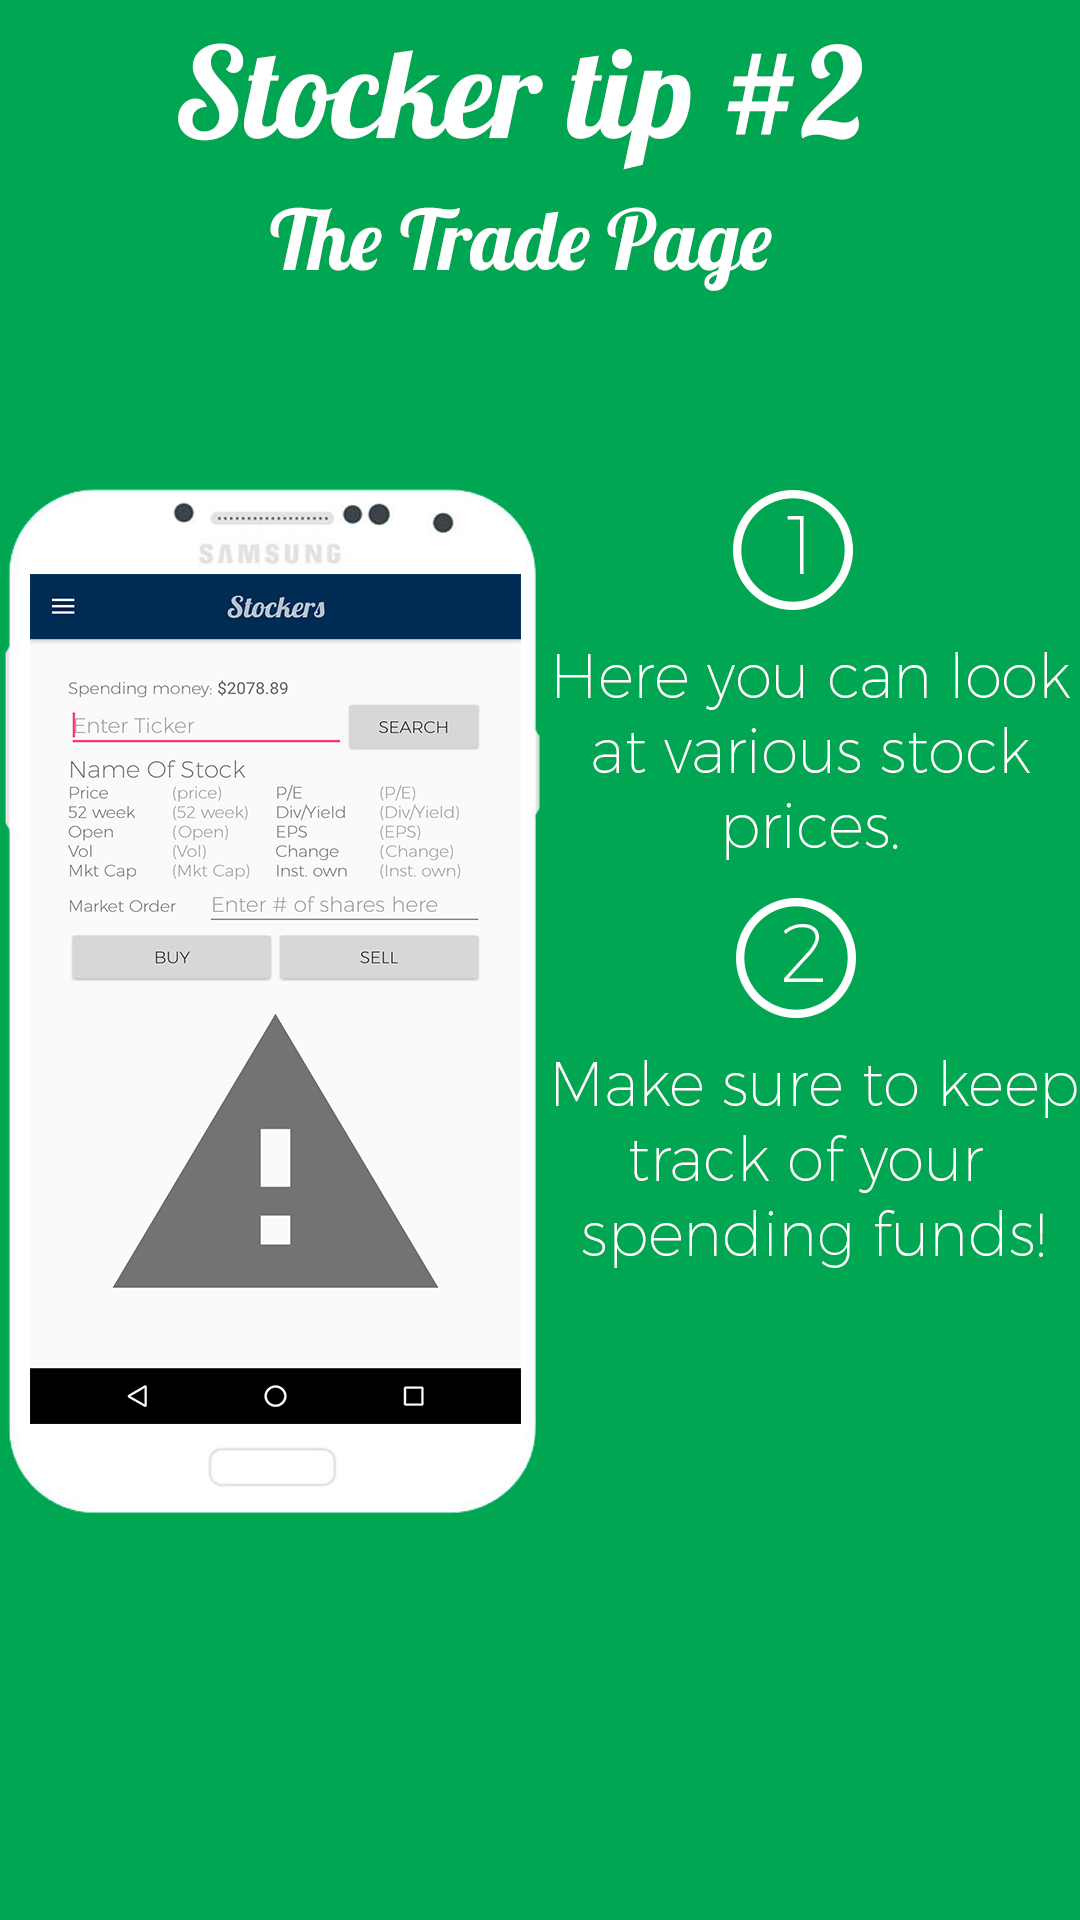 Stocker tip #2
The Trade Page
SAMSUNG
Stockers
Spending money: $2078.89
Enter Ticker SEARCH
Name Of Stock
Price (price) P/E (P/E)
52 week (52 week) Div/Yield (Div/Yield)
Open (Open) EPS (EPS)
Vol (Vol) Change (Change)
Mkt Cap (Mkt Cap) Inst. own (Inst. own)
Market Order Enter # of shares here
BUY SELL
1
Here you can look
at various stock
prices.
2
Make sure to keep
track of your
spending funds!